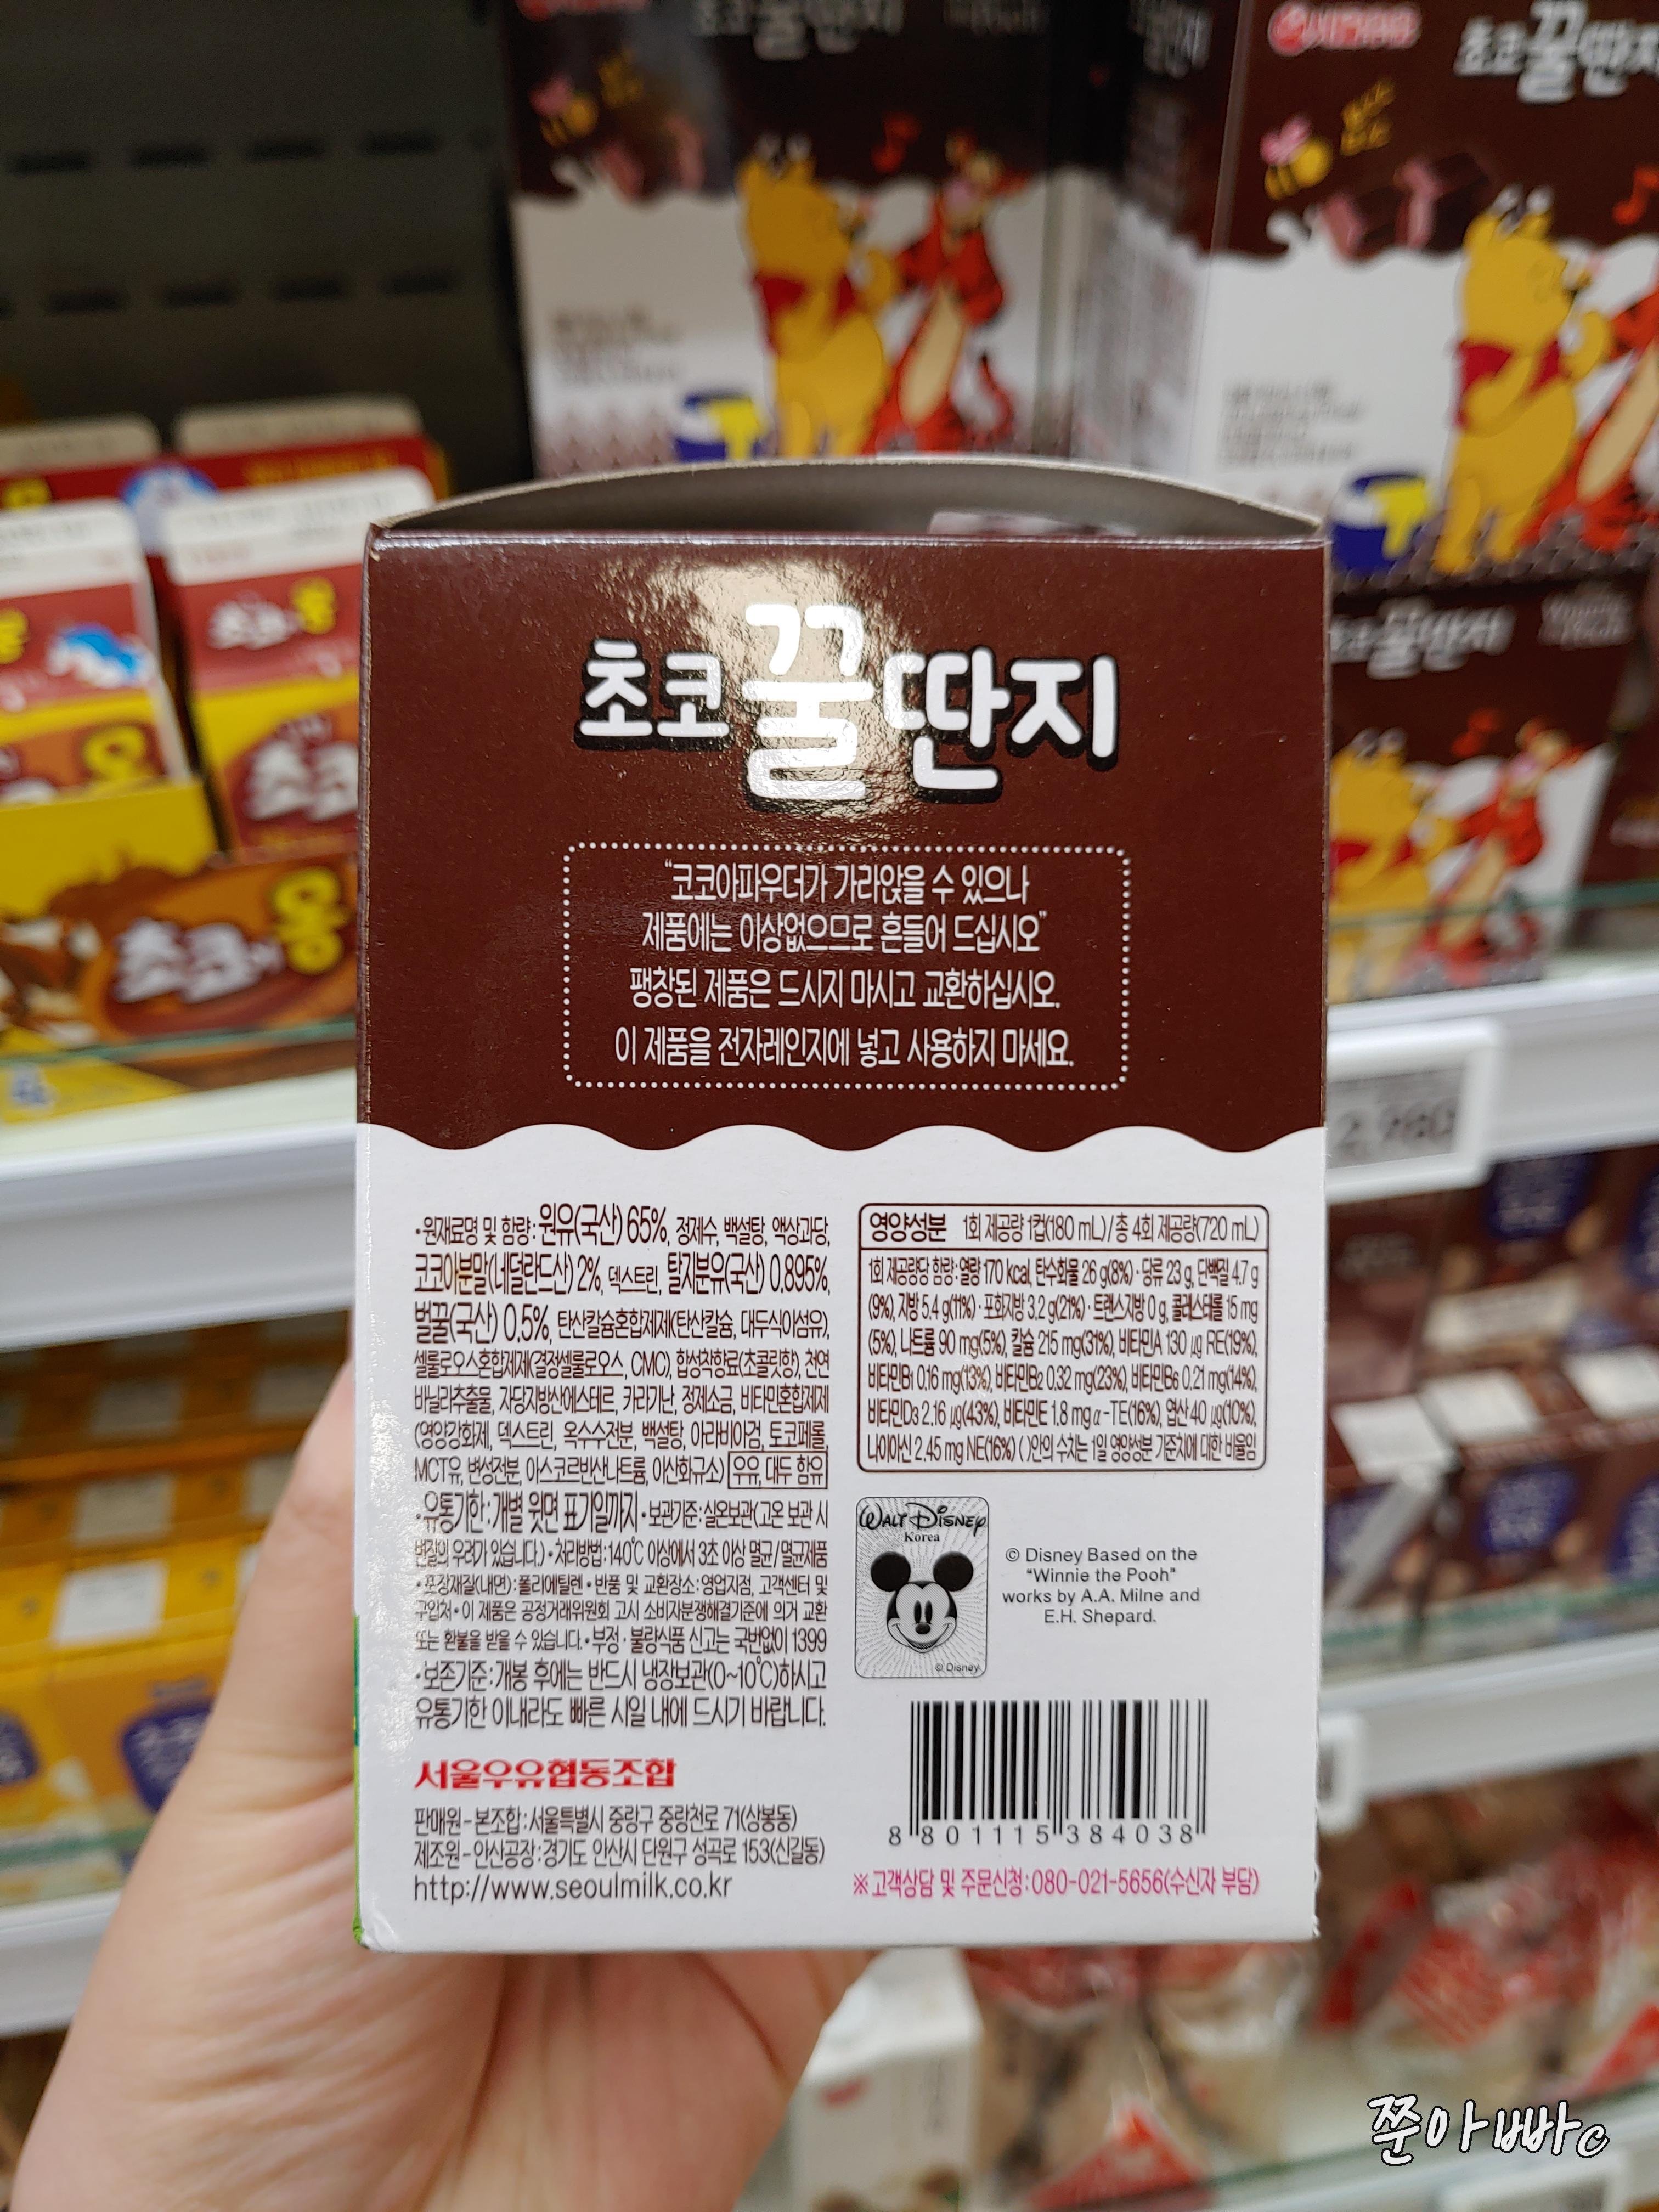 초코꿀딴지
초코꿀딴지
초코꿀딴지
초코
초코에 퐁
2,980
초코꿀딴지
"코코아파우더가 가라앉을 수 있으나
제품에는 이상없으므로 흔들어 드십시오"
팽창된 제품은 드시지 마시고 교환하십시오.
이 제품을 전자레인지에 넣고 사용하지 마세요.
•원재료명 및 함량: 원유(국산) 65%, 정제수, 백설탕, 액상과당,
코코아분말(네덜란드산) 2%, 덱스트린, 탈지분유(국산) 0.895%,
벌꿀(국산) 0.5%, 탄산칼슘혼합제제(탄산칼슘, 대두식이섬유),
셀룰로오스혼합제제(결정셀룰로오스, CMC), 합성착향료(초콜릿향), 천연
바닐라추출물, 자당지방산에스테르, 카라기난, 정제소금, 비타민혼합제제
(영양강화제, 덱스트린, 옥수수전분, 백설탕, 아라비아검, 토코페롤,
MCT유, 변성전분, 아스코르빈산나트륨, 이산화규소) 우유, 대두 함유
•유통기한:개별 윗면 표기일까지 •보관기준:실온보관(고온 보관 시
변질의 우려가 있습니다.) •처리방법:140℃ 이상에서 3초 이상 멸균/멸균제품
•포장재질(내면):폴리에틸렌 •반품 및 교환장소:영업지점, 고객센터 및
구입처 •이 제품은 공정거래위원회 고시 소비자분쟁해결기준에 의거 교환
또는 환불을 받을 수 있습니다. •부정·불량식품 신고는 국번없이 1399
•보존기준:개봉 후에는 반드시 냉장보관(0~10℃)하시고
유통기한 이내라도 빠른 시일 내에 드시기 바랍니다.
서울우유협동조합
판매원-본조합:서울특별시 중랑구 중랑천로 71(상봉동)
제조원-안산공장:경기도 안산시 단원구 성곡로 153(신길동)
http://www.seoulmilk.co.kr
영양성분 1회 제공량 1컵(180 mL)/총 4회 제공량(720 mL)
1회 제공량당 함량·열량 170 kcal, 탄수화물 26 g(8%)·당류 23 g, 단백질 4.7 g
(9%), 지방 5.4 g(11%)·포화지방 3.2 g(21%)·트랜스지방 0 g, 콜레스테롤 15 mg
(5%), 나트륨 90 mg(5%), 칼슘 215 mg(31%), 비타민A 130 μg RE(19%),
비타민B1 0.16 mg(13%), 비타민B2 0.32 mg(23%), 비타민B6 0.21 mg(14%),
비타민D3 2.16 μg(43%), 비타민E 1.8 mg α-TE(16%), 엽산 40 μg(10%),
나이아신 2.45 mg NE(16%) ( )안의 수치는 1일 영양성분 기준치에 대한 비율임
WALT DISNEY
Korea
© Disney
© Disney Based on the
"Winnie the Pooh"
works by A.A. Milne and
E.H. Shepard.
8 801115 384038
※고객상담 및 주문신청:080-021-5656(수신자 부담)
쭌아빠c